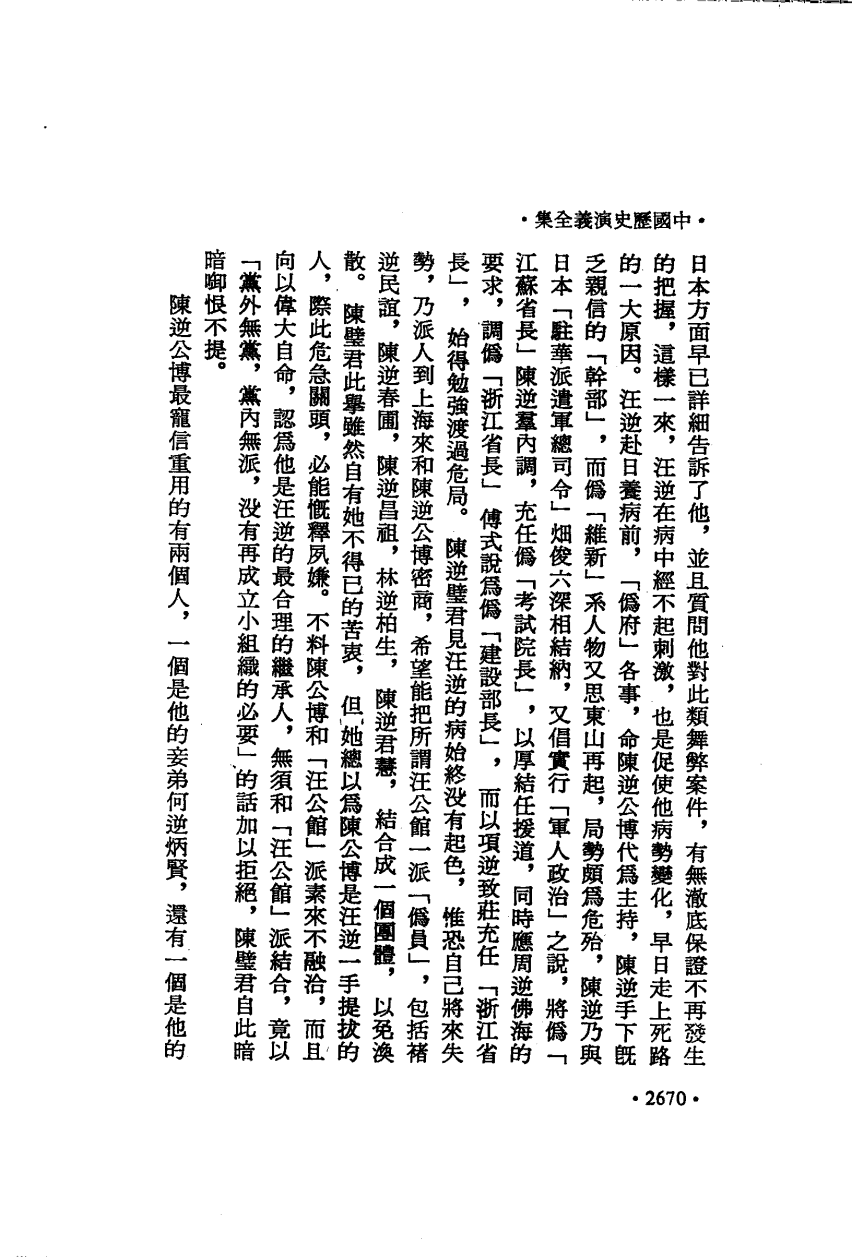 •中國歷史演義全集•
日本方面早已詳細告訴了他，並且質問他對此類舞弊案件，有無澈底保證不再發生
的把握，這樣一來，汪逆在病中經不起刺激，也是促使他病勢變化，早日走上死路
的一大原因。汪逆赴日養病前，「僞府」各事，命陳逆公博代爲主持，陳逆手下旣
乏親信的「幹部」，而僞「維新」系人物又思東山再起，局勢頗爲危殆，陳逆乃與
日本「駐華派遣軍總司令」畑俊六深相結納，又倡實行「軍人政治」之說，將僞「
江蘇省長」陳逆羣內調，充任僞「考試院長」，以厚結任援道，同時應周逆佛海的
要求，調僞「浙江省長」傅式說爲僞「建設部長」，而以項逆致莊充任「浙江省
長」，始得勉強渡過危局。陳逆璧君見汪逆的病始終没有起色，惟恐自己將來失
勢，乃派人到上海來和陳逆公博密商，希望能把所謂汪公館一派「僞員」，包括褚
逆民誼，陳逆春圃，陳逆昌祖，林逆柏生，陳逆君慧，結合成一個團體，以免渙
散。陳璧君此擧雖然自有她不得已的苦衷，但她總以爲陳公博是汪逆一手提拔的
人，際此危急關頭，必能慨釋夙嫌。不料陳公博和「汪公館」派素來不融洽，而且
向以偉大自命，認爲他是汪逆的最合理的繼承人，無須和「汪公館」派結合，竟以
「黨外無黨，黨內無派，没有再成立小組織的必要」的話加以拒絕，陳璧君自此暗
暗啣恨不提。
陳逆公博最寵信重用的有兩個人，一個是他的妾弟何逆炳賢，還有一個是他的
•2670•